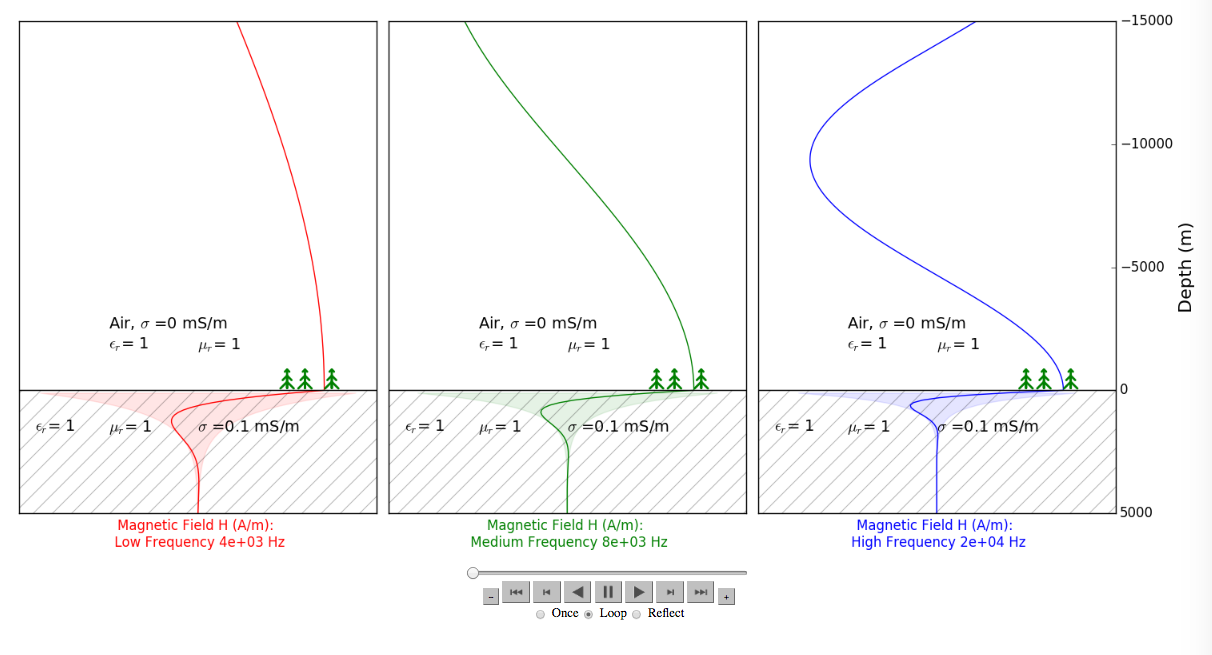 Air, σ =0 mS/m
ϵr= 1 μr= 1
ϵr= 1 μr= 1 σ =0.1 mS/m
Magnetic Field H (A/m):
Low Frequency 4e+03 Hz
Air, σ =0 mS/m
ϵr= 1 μr= 1
ϵr= 1 μr= 1 σ =0.1 mS/m
Magnetic Field H (A/m):
Medium Frequency 8e+03 Hz
Air, σ =0 mS/m
ϵr= 1 μr= 1
ϵr= 1 μr= 1 σ =0.1 mS/m
Magnetic Field H (A/m):
High Frequency 2e+04 Hz
−15000
−10000
−5000
0
5000
Depth (m)
– +
Once Loop Reflect